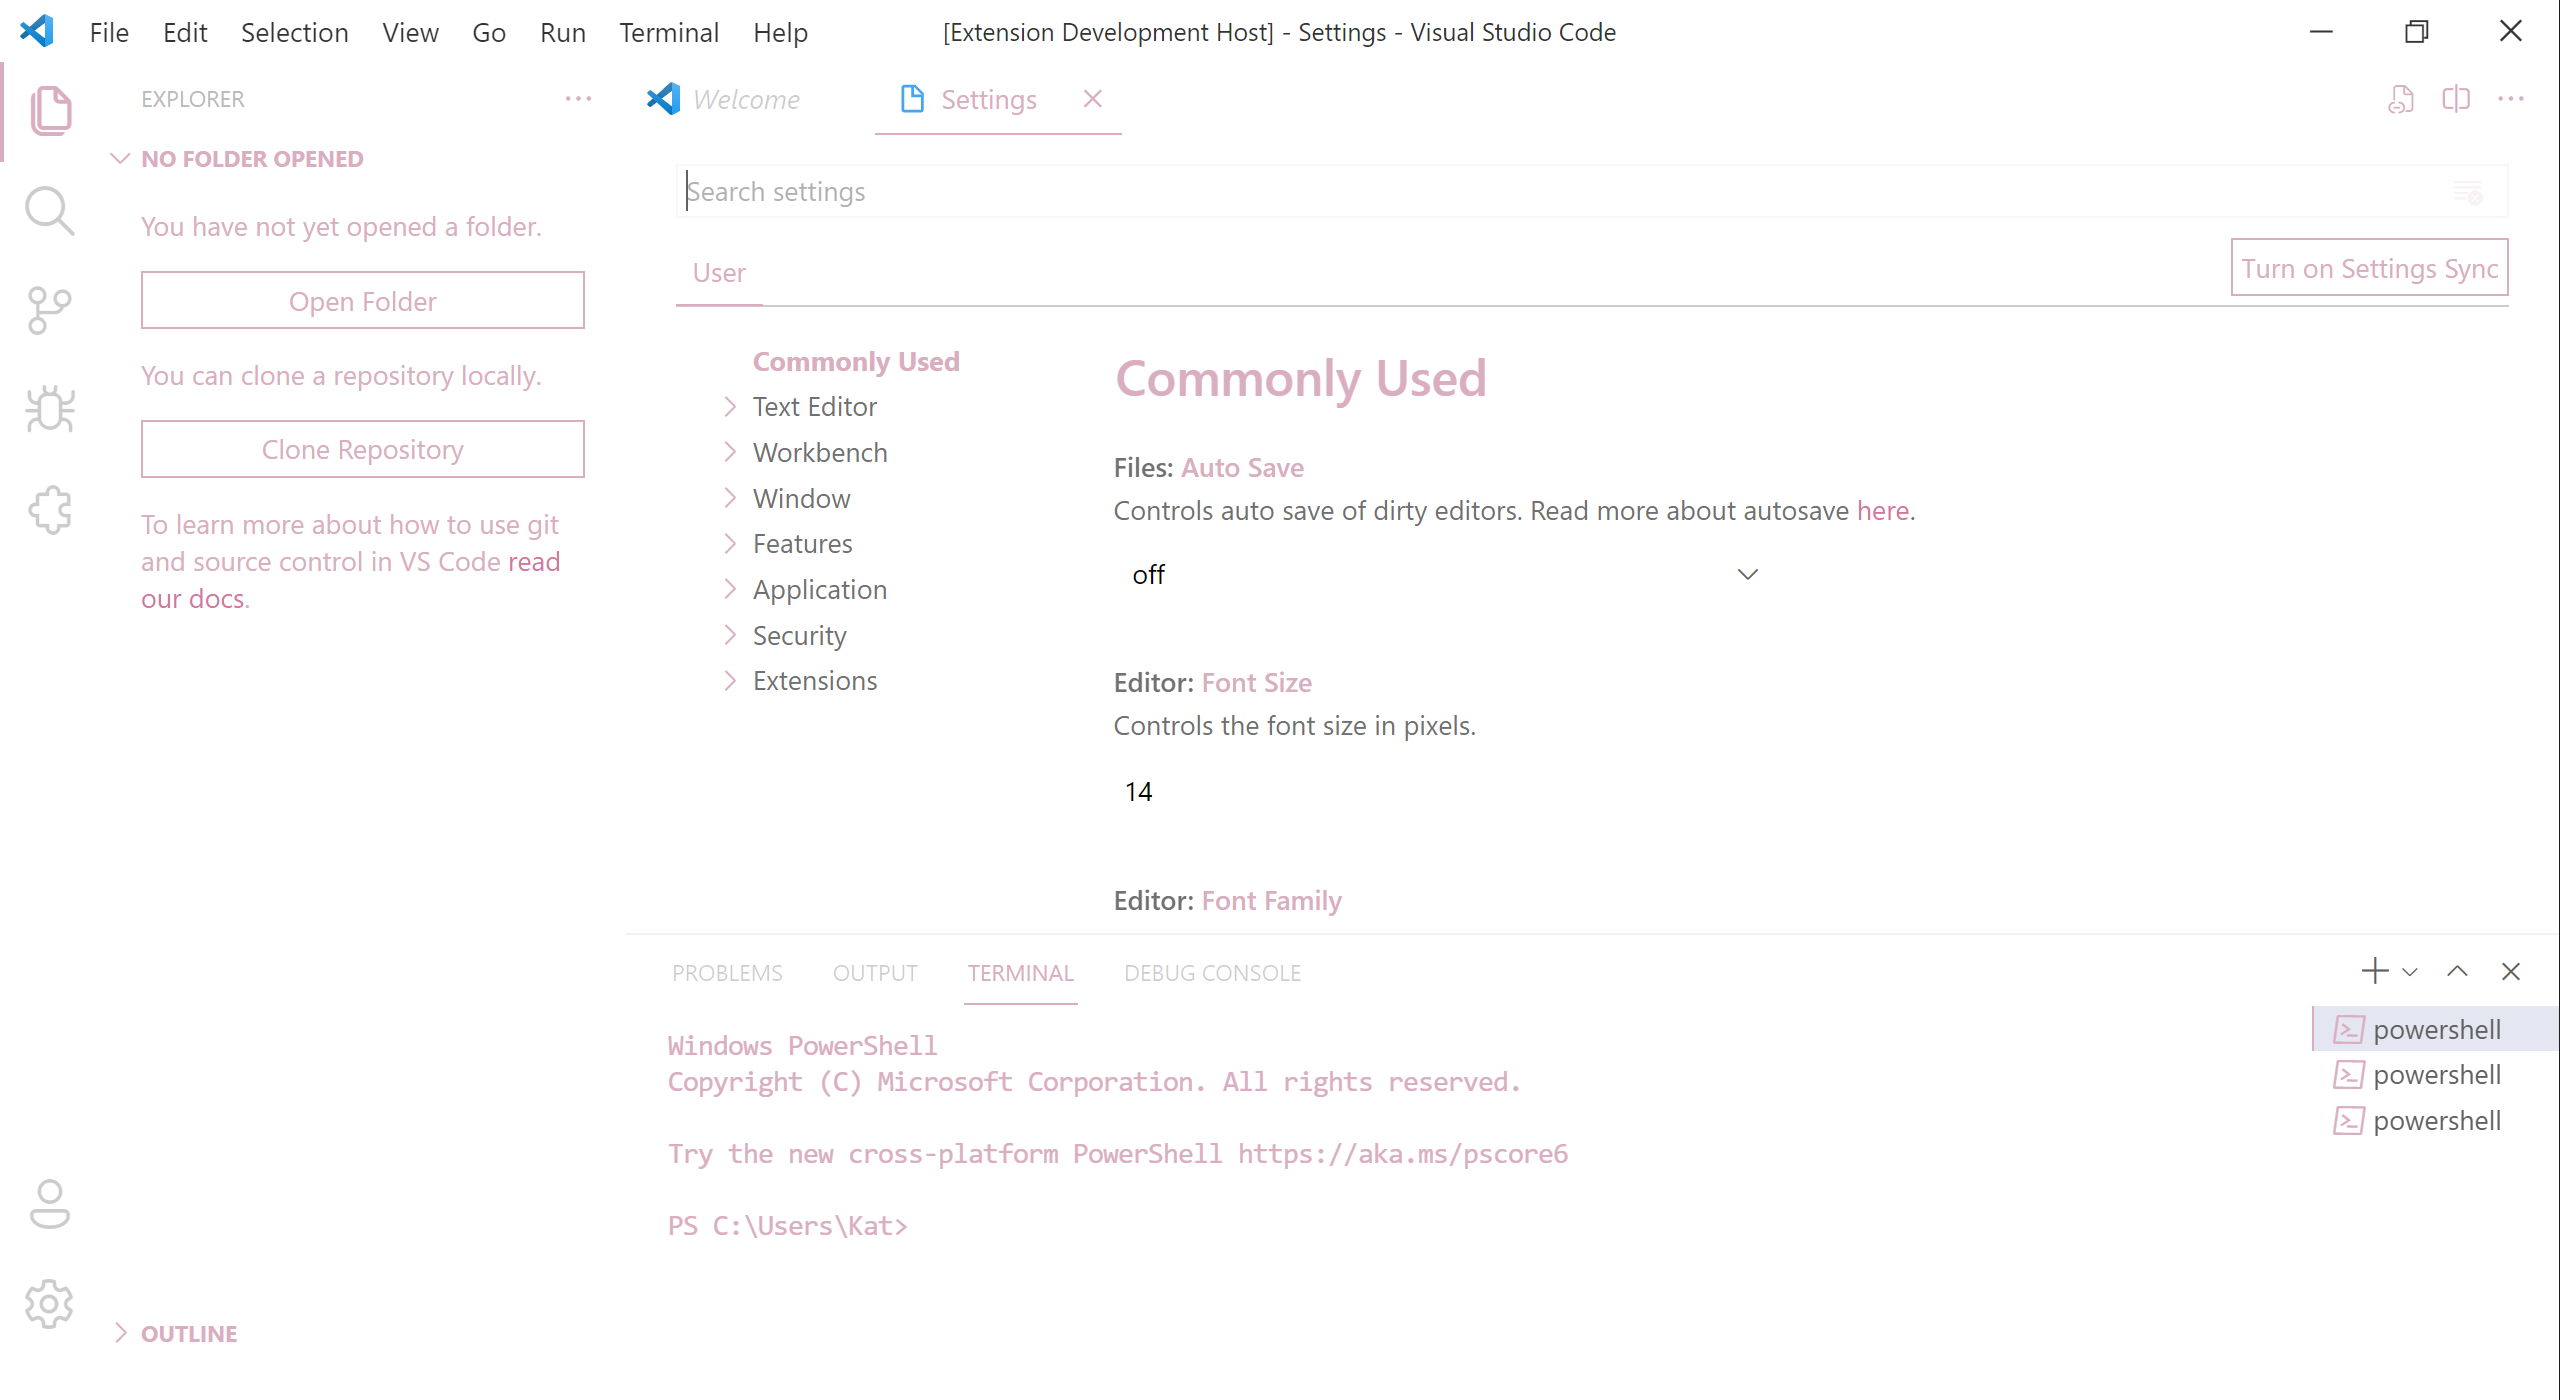 File Edit Selection View Go Run Terminal Help
[Extension Development Host] - Settings - Visual Studio Code
EXPLORER
NO FOLDER OPENED
You have not yet opened a folder.
Open Folder
You can clone a repository locally.
Clone Repository
To learn more about how to use git
and source control in VS Code read
our docs.
OUTLINE
Welcome
Settings
Search settings
User
Turn on Settings Sync
Commonly Used
Text Editor
Workbench
Window
Features
Application
Security
Extensions
Commonly Used
Files: Auto Save
Controls auto save of dirty editors. Read more about autosave here.
off
Editor: Font Size
Controls the font size in pixels.
14
Editor: Font Family
PROBLEMS OUTPUT TERMINAL DEBUG CONSOLE
Windows PowerShell
Copyright (C) Microsoft Corporation. All rights reserved.
Try the new cross-platform PowerShell https://aka.ms/pscore6
PS C:\Users\Kat>
powershell
powershell
powershell